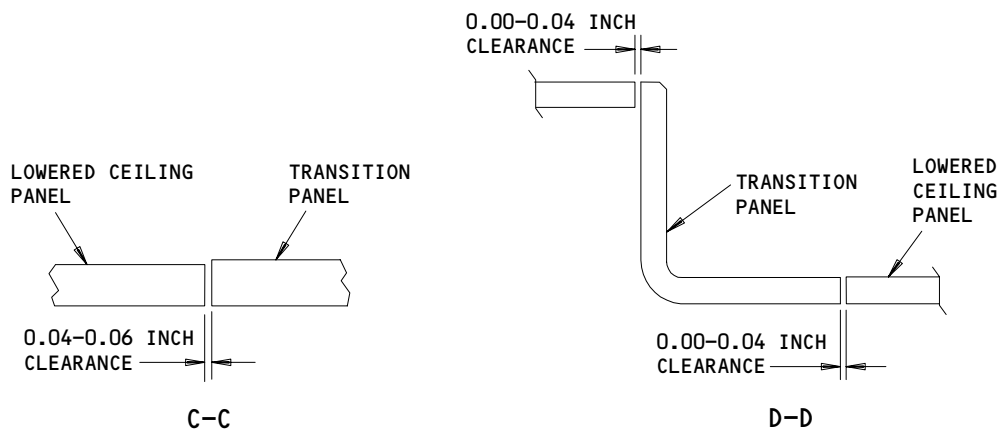 0.00-0.04 INCH
CLEARANCE
LOWERED CEILING
PANEL
TRANSITION
PANEL
0.04-0.06 INCH
CLEARANCE
C-C
TRANSITION
PANEL
LOWERED
CEILING
PANEL
0.00-0.04 INCH
CLEARANCE
D-D